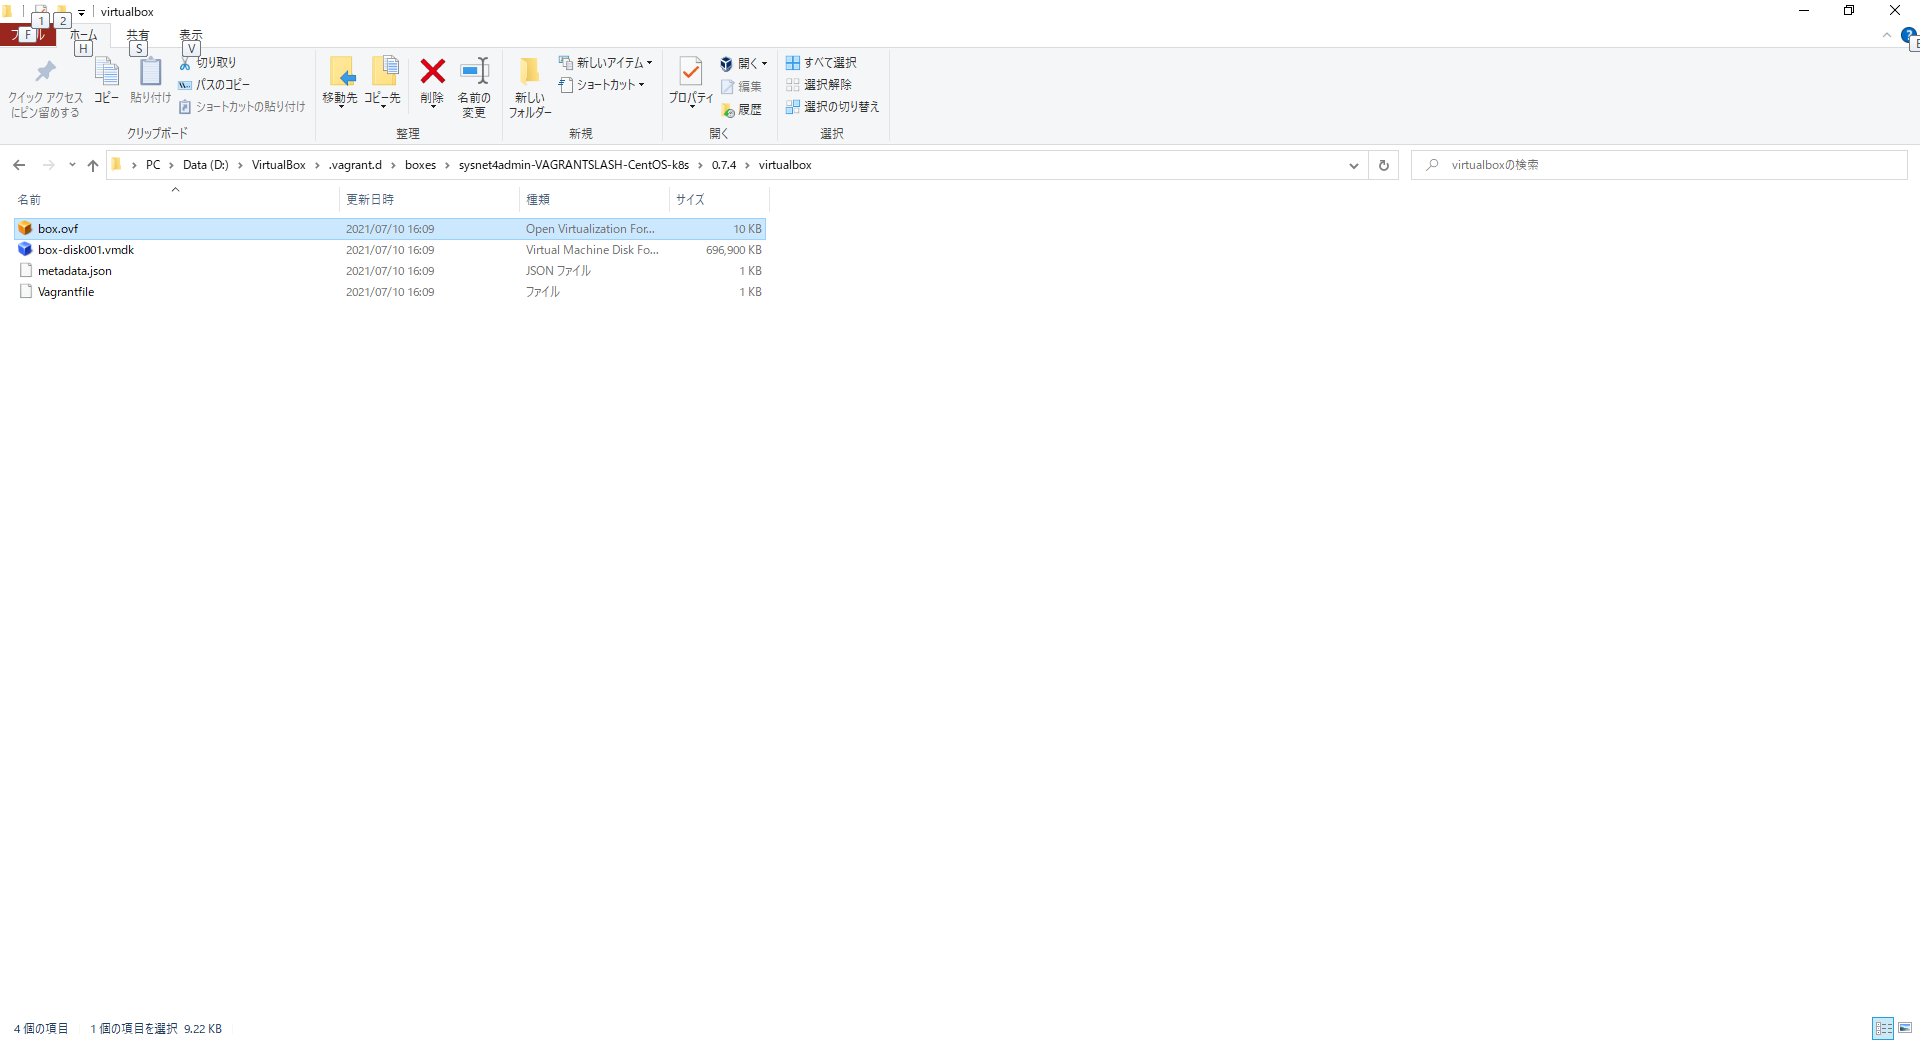 virtualbox
1 2
F
ホーム 共有 表示
H S V
クイック アクセス
にピン留めする
コピー
貼り付け
切り取り
パスのコピー
ショートカットの貼り付け
クリップボード
移動先
コピー先
削除
名前の
変更
整理
新しい
フォルダー
新しいアイテム
ショートカット
新規
プロパティ
開く
編集
履歴
開く
すべて選択
選択解除
選択の切り替え
選択
PC > Data (D:) > VirtualBox > .vagrant.d > boxes > sysnet4admin-VAGRANTSLASH-CentOS-k8s > 0.7.4 > virtualbox
virtualboxの検索
名前 更新日時 種類 サイズ
box.ovf 2021/07/10 16:09 Open Virtualization For... 10 KB
box-disk001.vmdk 2021/07/10 16:09 Virtual Machine Disk Fo... 696,900 KB
metadata.json 2021/07/10 16:09 JSON ファイル 1 KB
Vagrantfile 2021/07/10 16:09 ファイル 1 KB
4 個の項目 1 個の項目を選択 9.22 KB